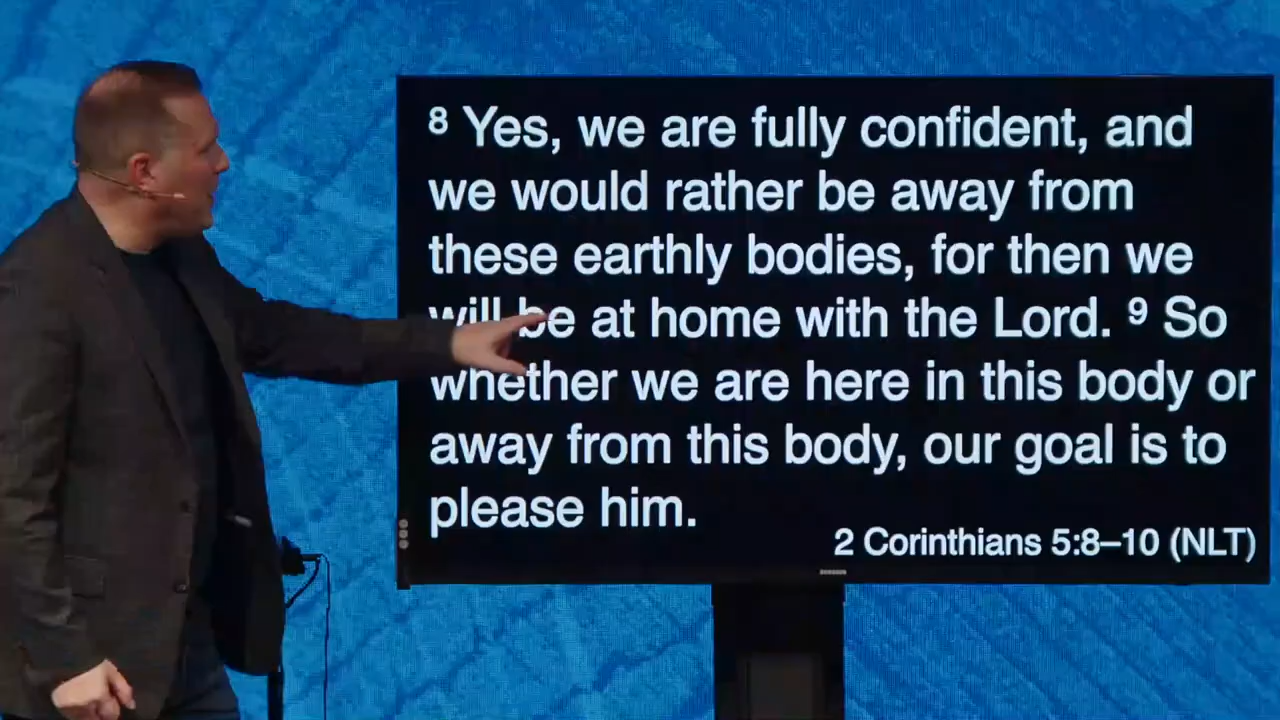 ⁸ Yes, we are fully confident, and
we would rather be away from
these earthly bodies, for then we
will be at home with the Lord. ⁹ So
whether we are here in this body or
away from this body, our goal is to
please him.
2 Corinthians 5:8–10 (NLT)